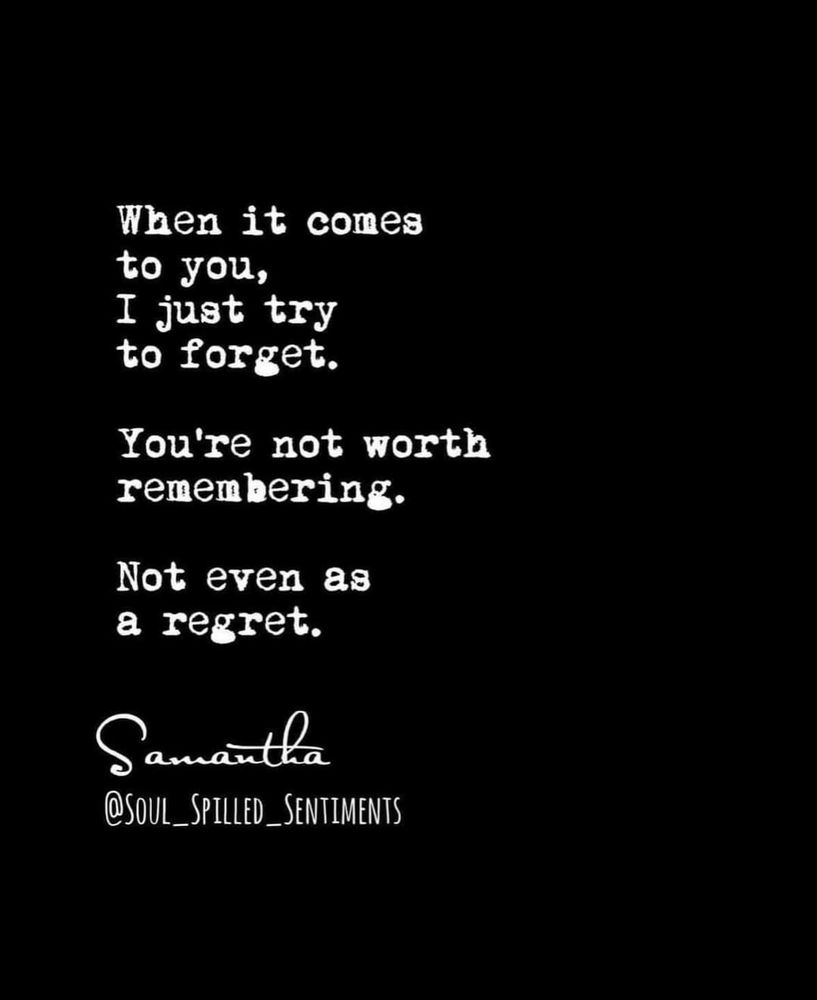 When it comes
to you,
I just try
to forget.
You're not worth
remembering.
Not even as
a regret.
Samantha
@Soul_Spilled_Sentiments